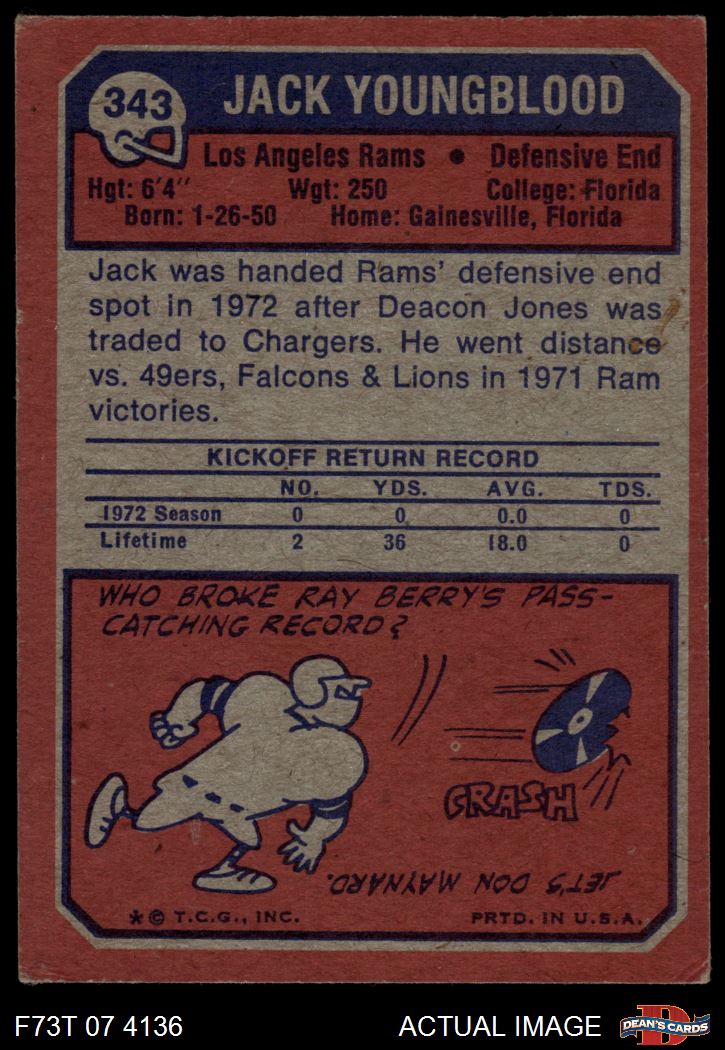 343
JACK YOUNGBLOOD
Los Angeles Rams • Defensive End
Hgt: 6'4" Wgt: 250 College: Florida
Born: 1-26-50 Home: Gainesville, Florida
Jack was handed Rams' defensive end
spot in 1972 after Deacon Jones was
traded to Chargers. He went distance
vs. 49ers, Falcons & Lions in 1971 Ram
victories.
KICKOFF RETURN RECORD
NO. YDS. AVG. TDS.
1972 Season 0 0 0.0 0
Lifetime 2 36 18.0 0
WHO BROKE RAY BERRY'S PASS-
CATCHING RECORD?
CRASH
JET'S DON MAYNARD.
* © T.C.G., INC. PRTD. IN U.S.A.
F73T 07 4136 ACTUAL IMAGE D DEAN'S CARDS